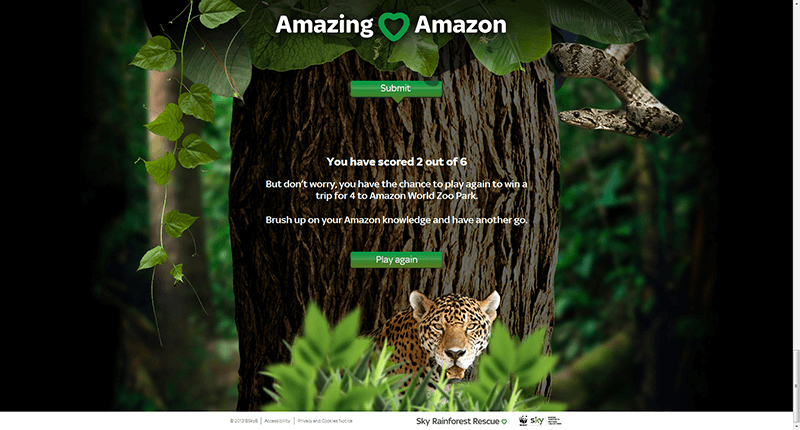 Amazing Amazon
Submit
You have scored 2 out of 6
But don't worry, you have the chance to play again to win a
trip for 4 to Amazon World Zoo Park.
Brush up on your Amazon knowledge and have another go.
Play again
© 2013 BSkyB | Accessibility | Privacy and Cookies Notice
Sky Rainforest Rescue
WWF
sky